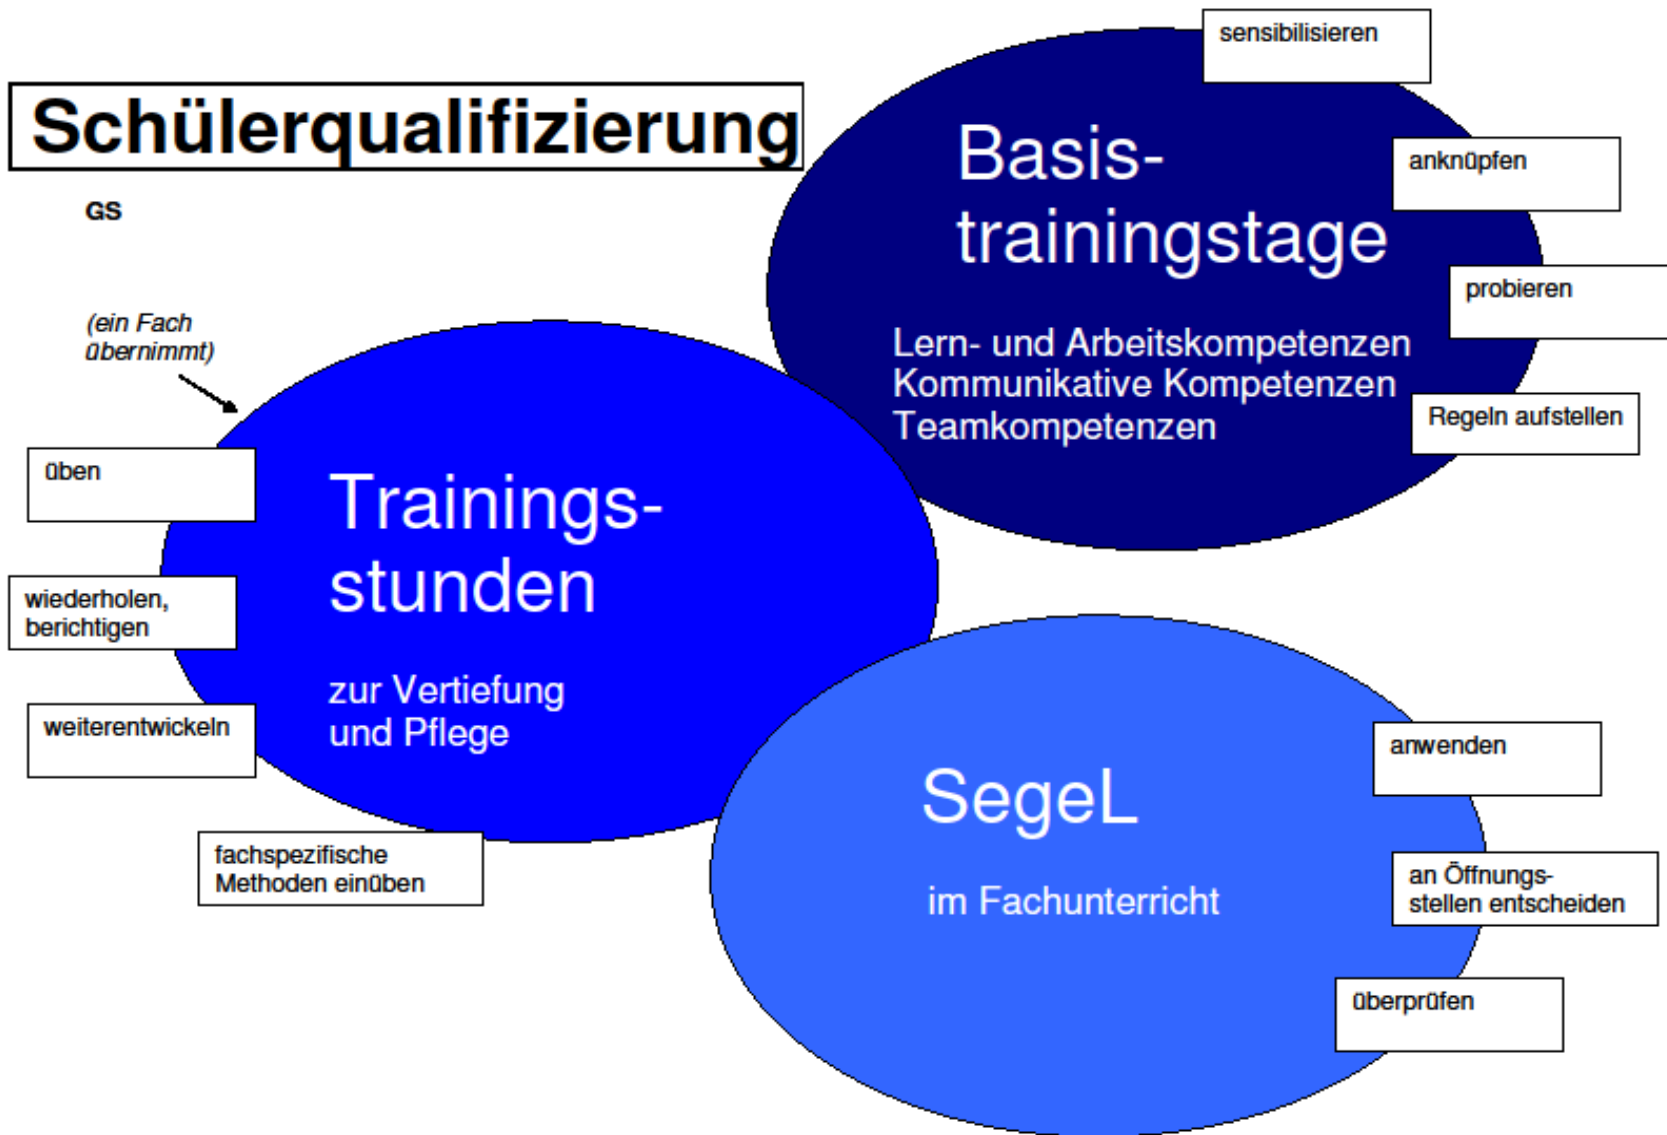 Schülerqualifizierung
GS
sensibilisieren
Basis-
trainingstage
anknüpfen
probieren
Lern- und Arbeitskompetenzen
Kommunikative Kompetenzen
Teamkompetenzen
Regeln aufstellen
(ein Fach
übernimmt)
üben
Trainings-
stunden
wiederholen,
berichtigen
zur Vertiefung
und Pflege
weiterentwickeln
fachspezifische
Methoden einüben
SegeL
im Fachunterricht
anwenden
an Öffnungs-
stellen entscheiden
überprüfen